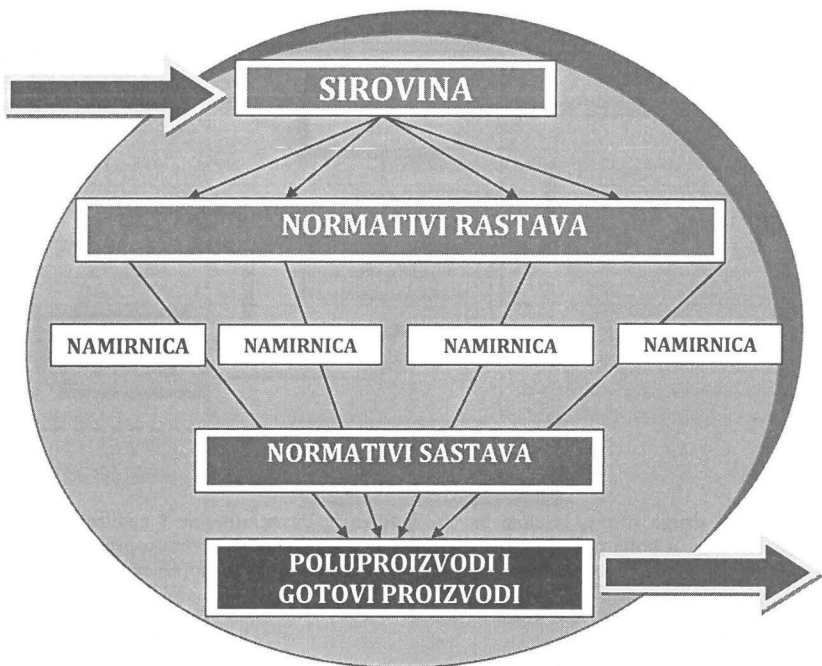 SIROVINA
NORMATIVI RASTAVA
NAMIRNICA
NAMIRNICA
NAMIRNICA
NAMIRNICA
NORMATIVI SASTAVA
POLUPROIZVODI I
GOTOVI PROIZVODI